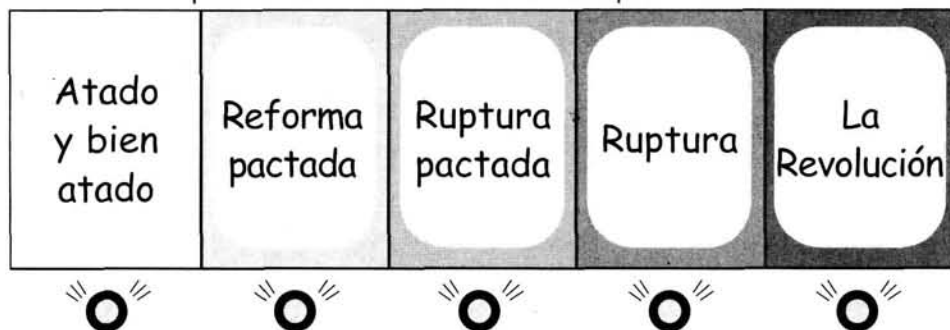 Atado
y bien
atado
Reforma
pactada
Ruptura
pactada
Ruptura
La
Revolución